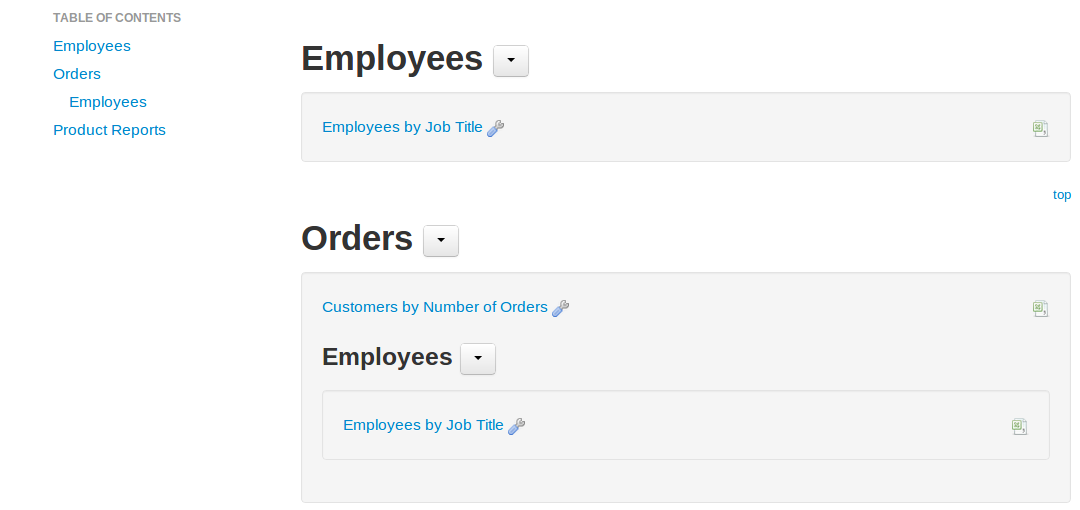 TABLE OF CONTENTS
Employees
Orders
Employees
Product Reports
Employees
Employees by Job Title
top
Orders
Customers by Number of Orders
Employees
Employees by Job Title